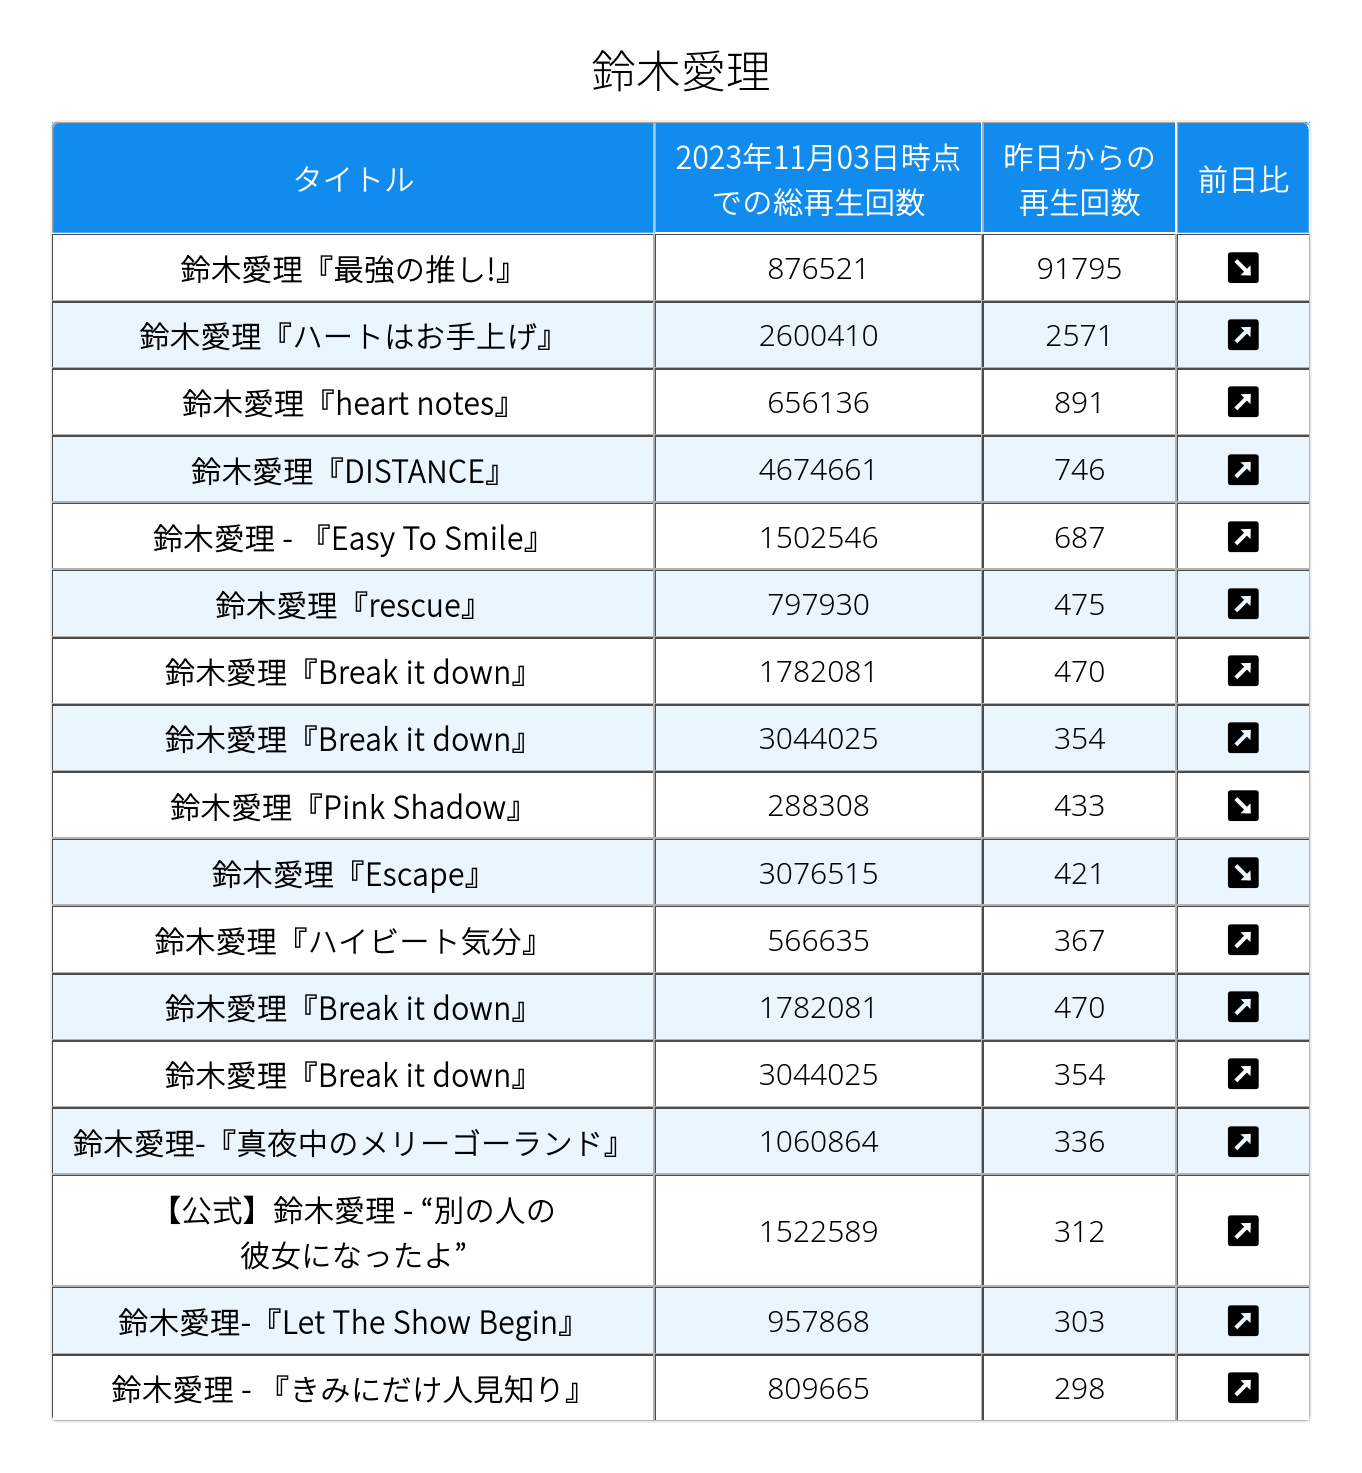 鈴木愛理
タイトル
2023年11月03日時点
での総再生回数
昨日からの
再生回数
前日比
鈴木愛理『最強の推し!』 876521 91795
鈴木愛理『ハートはお手上げ』 2600410 2571
鈴木愛理『heart notes』 656136 891
鈴木愛理『DISTANCE』 4674661 746
鈴木愛理 - 『Easy To Smile』 1502546 687
鈴木愛理『rescue』 797930 475
鈴木愛理『Break it down』 1782081 470
鈴木愛理『Break it down』 3044025 354
鈴木愛理『Pink Shadow』 288308 433
鈴木愛理『Escape』 3076515 421
鈴木愛理『ハイビート気分』 566635 367
鈴木愛理『Break it down』 1782081 470
鈴木愛理『Break it down』 3044025 354
鈴木愛理-『真夜中のメリーゴーランド』 1060864 336
【公式】鈴木愛理 - “別の人の
彼女になったよ” 1522589 312
鈴木愛理-『Let The Show Begin』 957868 303
鈴木愛理 - 『きみにだけ人見知り』 809665 298